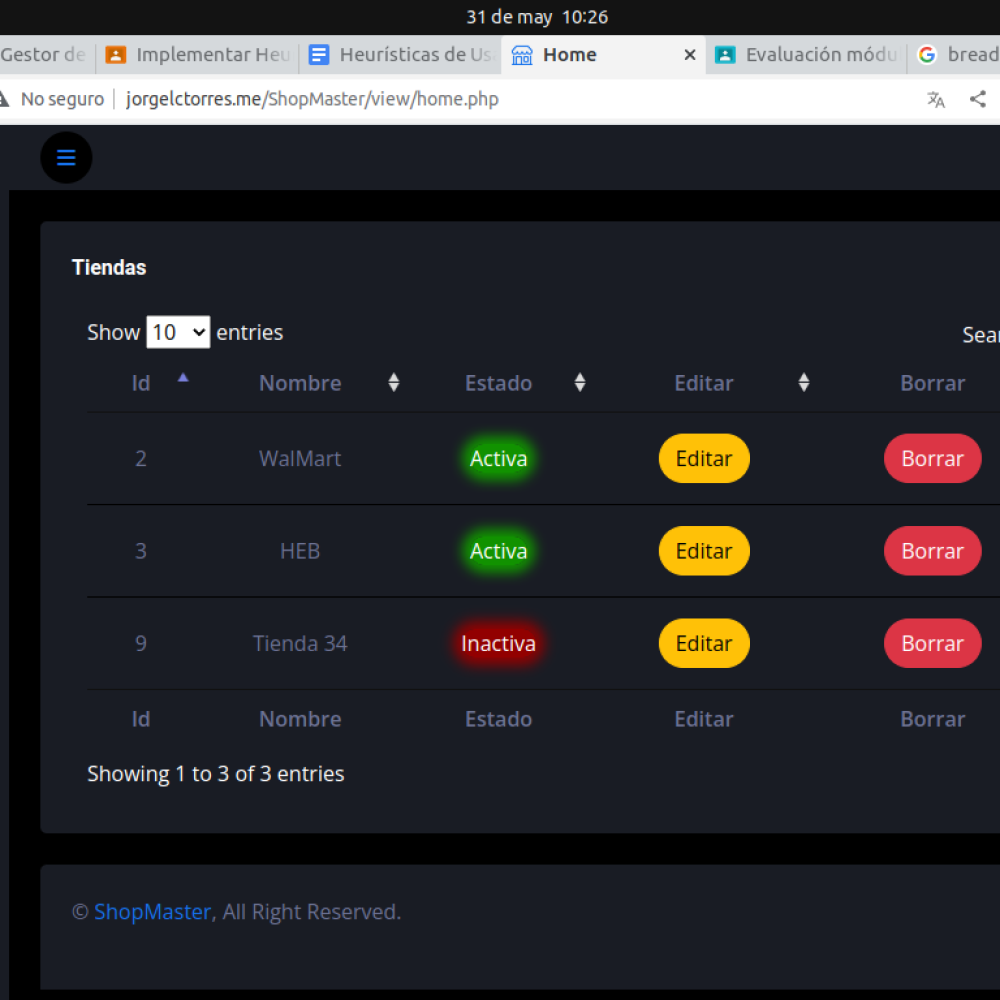 31 de may 10:26
Gestor de Implementar Heu Heurísticas de Us Home Evaluación módu bread
No seguro jorgelctorres.me/ShopMaster/view/home.php
Tiendas
Show 10 entries Sear
Id Nombre Estado Editar Borrar
2 WalMart Activa Editar Borrar
3 HEB Activa Editar Borrar
9 Tienda 34 Inactiva Editar Borrar
Id Nombre Estado Editar Borrar
Showing 1 to 3 of 3 entries
© ShopMaster, All Right Reserved.